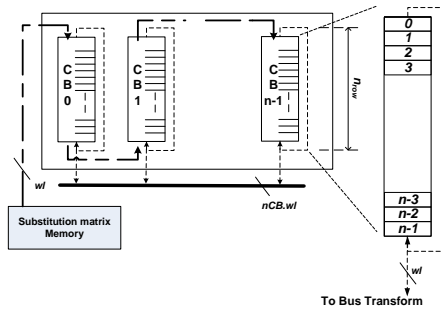 C
B
0
C
B
1
C
B
n-1
n_row
wl
nCB.wl
Substitution matrix
Memory
0
1
2
3
n-3
n-2
n-1
wl
To Bus Transform